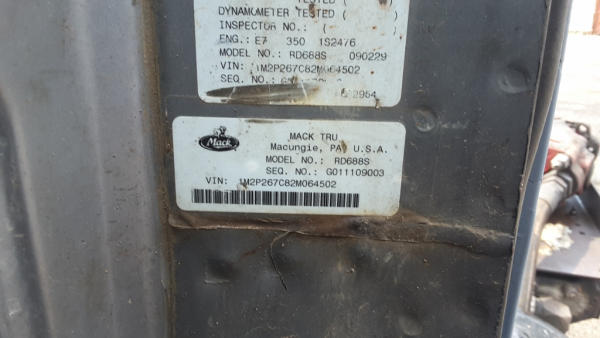 TESTED (
DYNAMOMETER TESTED (
INSPECTOR NO.: (
ENG.: E7 350 1S2476
MODEL NO.: RD688S 090229
VIN: 1M2P267C82M064502
SEQ. NO.:
Mack
MACK TRU
Macungie, PA U.S.A.
MODEL NO.: RD688S
SEQ. NO.: G011109003
VIN: 1M2P267C82M064502